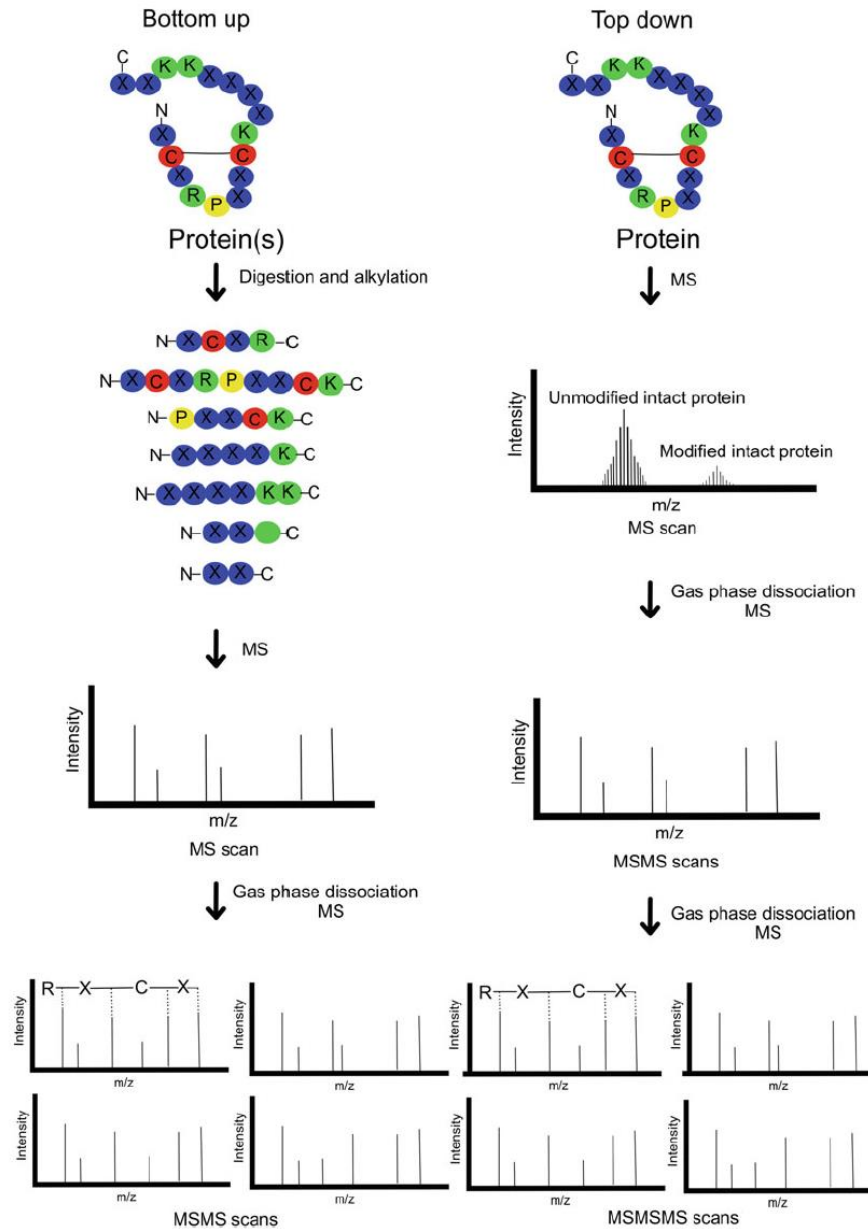 Bottom up
C
X X K K X X X X
N
X K
C C
X X
R P X
Protein(s)
Digestion and alkylation
N-X C X R-C
N-X C X R P X X C K-C
N-P X X C K-C
N-X X X X K-C
N-X X X X K K-C
N-X X -C
N-X X-C
MS
Intensity
m/z
MS scan
Gas phase dissociation
MS
R X C X
Intensity
m/z
Intensity
m/z
Intensity
m/z
Intensity
m/z
MSMS scans
Top down
C
X X K K X X X X
N
X K
C C
X X
R P X
Protein
MS
Unmodified intact protein
Modified intact protein
Intensity
m/z
MS scan
Gas phase dissociation
MS
Intensity
m/z
MSMS scans
Gas phase dissociation
MS
R X C X
Intensity
m/z
Intensity
m/z
Intensity
m/z
Intensity
m/z
MSMSMS scans